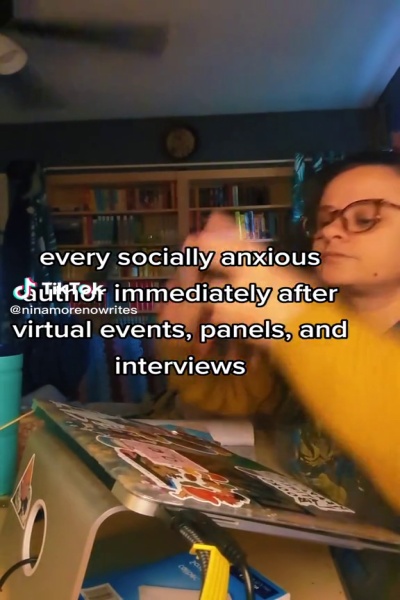 every socially anxious
TikTok
author immediately after
@ninamorenowrites
virtual events, panels, and
interviews